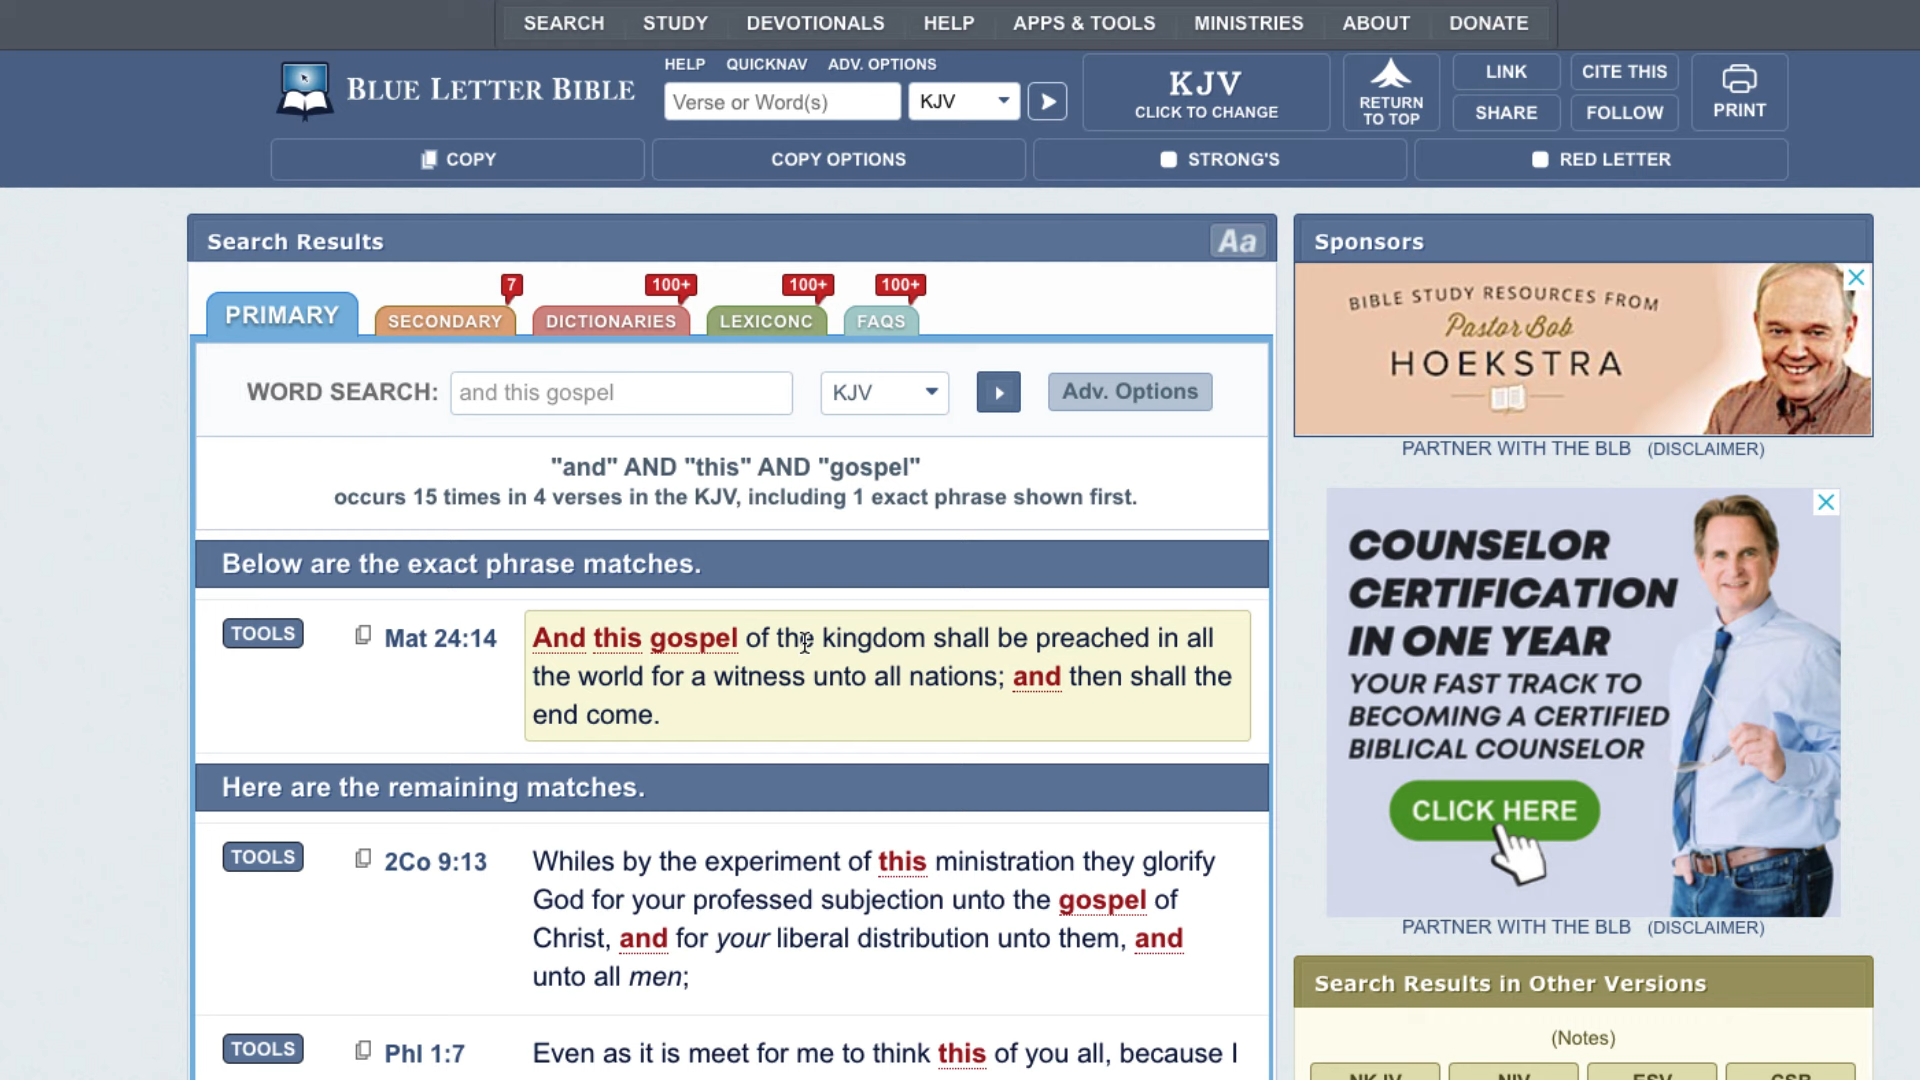 SEARCH STUDY DEVOTIONALS HELP APPS & TOOLS MINISTRIES ABOUT DONATE
BLUE LETTER BIBLE
HELP QUICKNAV ADV. OPTIONS
Verse or Word(s) KJV
KJV
CLICK TO CHANGE
RETURN
TO TOP
LINK CITE THIS
SHARE FOLLOW
PRINT
COPY COPY OPTIONS STRONG'S RED LETTER
Search Results Aa
PRIMARY SECONDARY 7 DICTIONARIES 100+ LEXICONC 100+ FAQS 100+
WORD SEARCH: and this gospel KJV Adv. Options
"and" AND "this" AND "gospel"
occurs 15 times in 4 verses in the KJV, including 1 exact phrase shown first.
Below are the exact phrase matches.
TOOLS Mat 24:14 And this gospel of the kingdom shall be preached in all
the world for a witness unto all nations; and then shall the
end come.
Here are the remaining matches.
TOOLS 2Co 9:13 Whiles by the experiment of this ministration they glorify
God for your professed subjection unto the gospel of
Christ, and for your liberal distribution unto them, and
unto all men;
TOOLS Phl 1:7 Even as it is meet for me to think this of you all, because I
Sponsors
BIBLE STUDY RESOURCES FROM
Pastor Bob
HOEKSTRA
PARTNER WITH THE BLB (DISCLAIMER)
COUNSELOR
CERTIFICATION
IN ONE YEAR
YOUR FAST TRACK TO
BECOMING A CERTIFIED
BIBLICAL COUNSELOR
CLICK HERE
PARTNER WITH THE BLB (DISCLAIMER)
Search Results in Other Versions
(Notes)
NKJV NIV ESV CSB